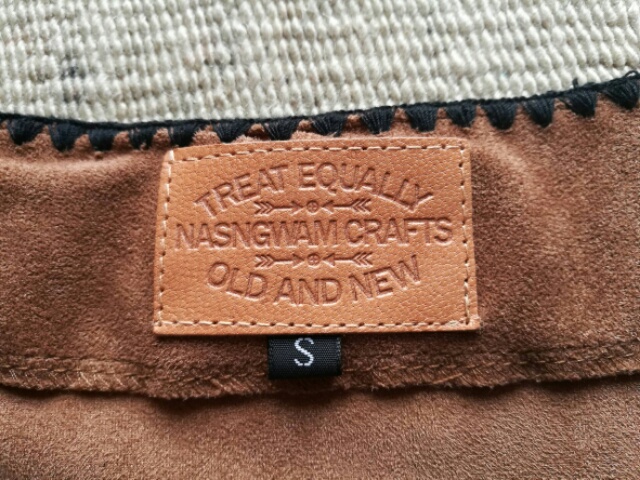 TREAT EQUALLY
NASNGWAM CRAFTS
OLD AND NEW
S